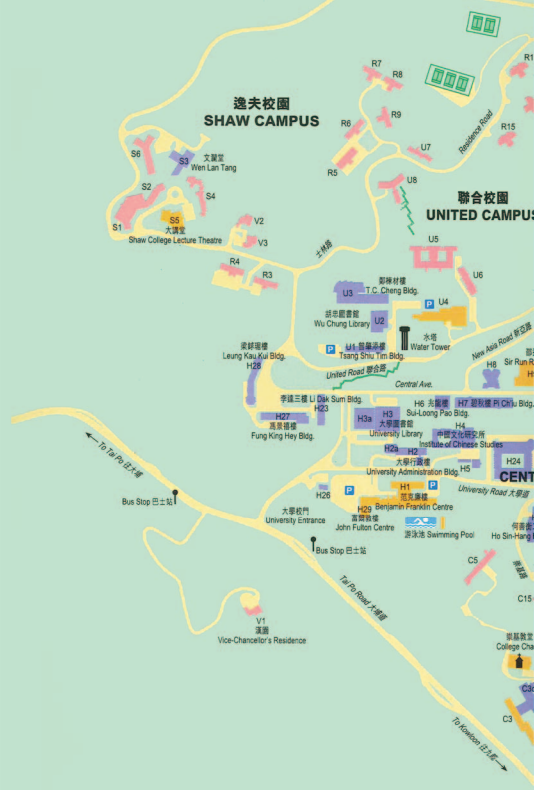 R7
R8
R1
R9
R6
R5
R15
U7
U8
Residence Road
逸夫校園
SHAW CAMPUS
S6
S3
文蘭堂
Wen Lan Tang
S2
S4
S1
S5
大講堂
Shaw College Lecture Theatre
V2
V3
R4
R3
士林路
聯合校園
UNITED CAMPUS
U5
U6
鄭棟材樓
T.C. Cheng Bldg.
U3
P
U4
胡忠圖書館
Wu Chung Library
U2
水塔
Water Tower
New Asia Road 新亞路
梁銶琚樓
Leung Kau Kui Bldg.
H28
P
U1 曾肇添樓
Tsang Shiu Tim Bldg.
United Road 聯合路
Central Ave.
H8
Sir Run R
李達三樓 Li Dak Sum Bldg.
H23
H27
馮景禧樓
Fung King Hey Bldg.
H6 兆龍樓
Sui-Loong Pao Bldg.
H7 碧秋樓 Pi Ch'iu Bldg.
H3a
H3
大學圖書館
University Library
H4
中國文化研究所
Institute of Chinese Studies
H2a
H2
大學行政樓
University Administration Bldg.
H5
H24
CENT
University Road 大學道
To Tai Po 往大埔
Bus Stop 巴士站
大學校門
University Entrance
H26
P
H1
范克廉樓
Benjamin Franklin Centre
P
H29
富爾敦樓
John Fulton Centre
游泳池 Swimming Pool
Ho Sin-Hang
Bus Stop 巴士站
C5
崇基路
C15
Tai Po Road 大埔道
V1
漢園
Vice-Chancellor's Residence
崇基教堂
College Cha
C3
To Kowloon 往九龍